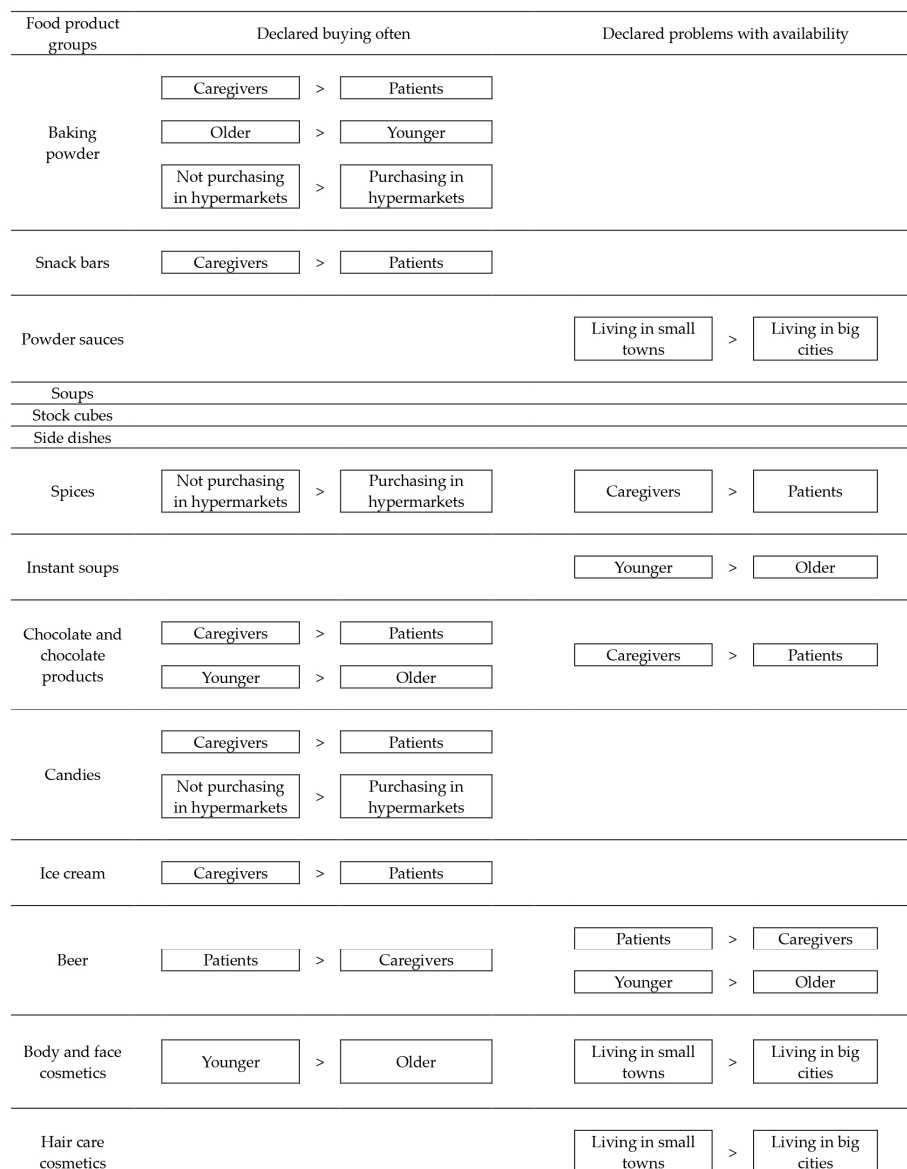 Food product
groups
Declared buying often
Declared problems with availability
Baking
powder
Caregivers > Patients
Older > Younger
Not purchasing
in hypermarkets
>
Purchasing in
hypermarkets
Snack bars
Caregivers > Patients
Powder sauces
Living in small
towns
>
Living in big
cities
Soups
Stock cubes
Side dishes
Spices
Not purchasing
in hypermarkets
>
Purchasing in
hypermarkets
Caregivers > Patients
Instant soups
Younger > Older
Chocolate and
chocolate
products
Caregivers > Patients
Younger > Older
Caregivers > Patients
Candies
Caregivers > Patients
Not purchasing
in hypermarkets
>
Purchasing in
hypermarkets
Ice cream
Caregivers > Patients
Beer
Patients > Caregivers
Patients > Caregivers
Younger > Older
Body and face
cosmetics
Younger > Older
Living in small
towns
>
Living in big
cities
Hair care
cosmetics
Living in small
towns
>
Living in big
cities